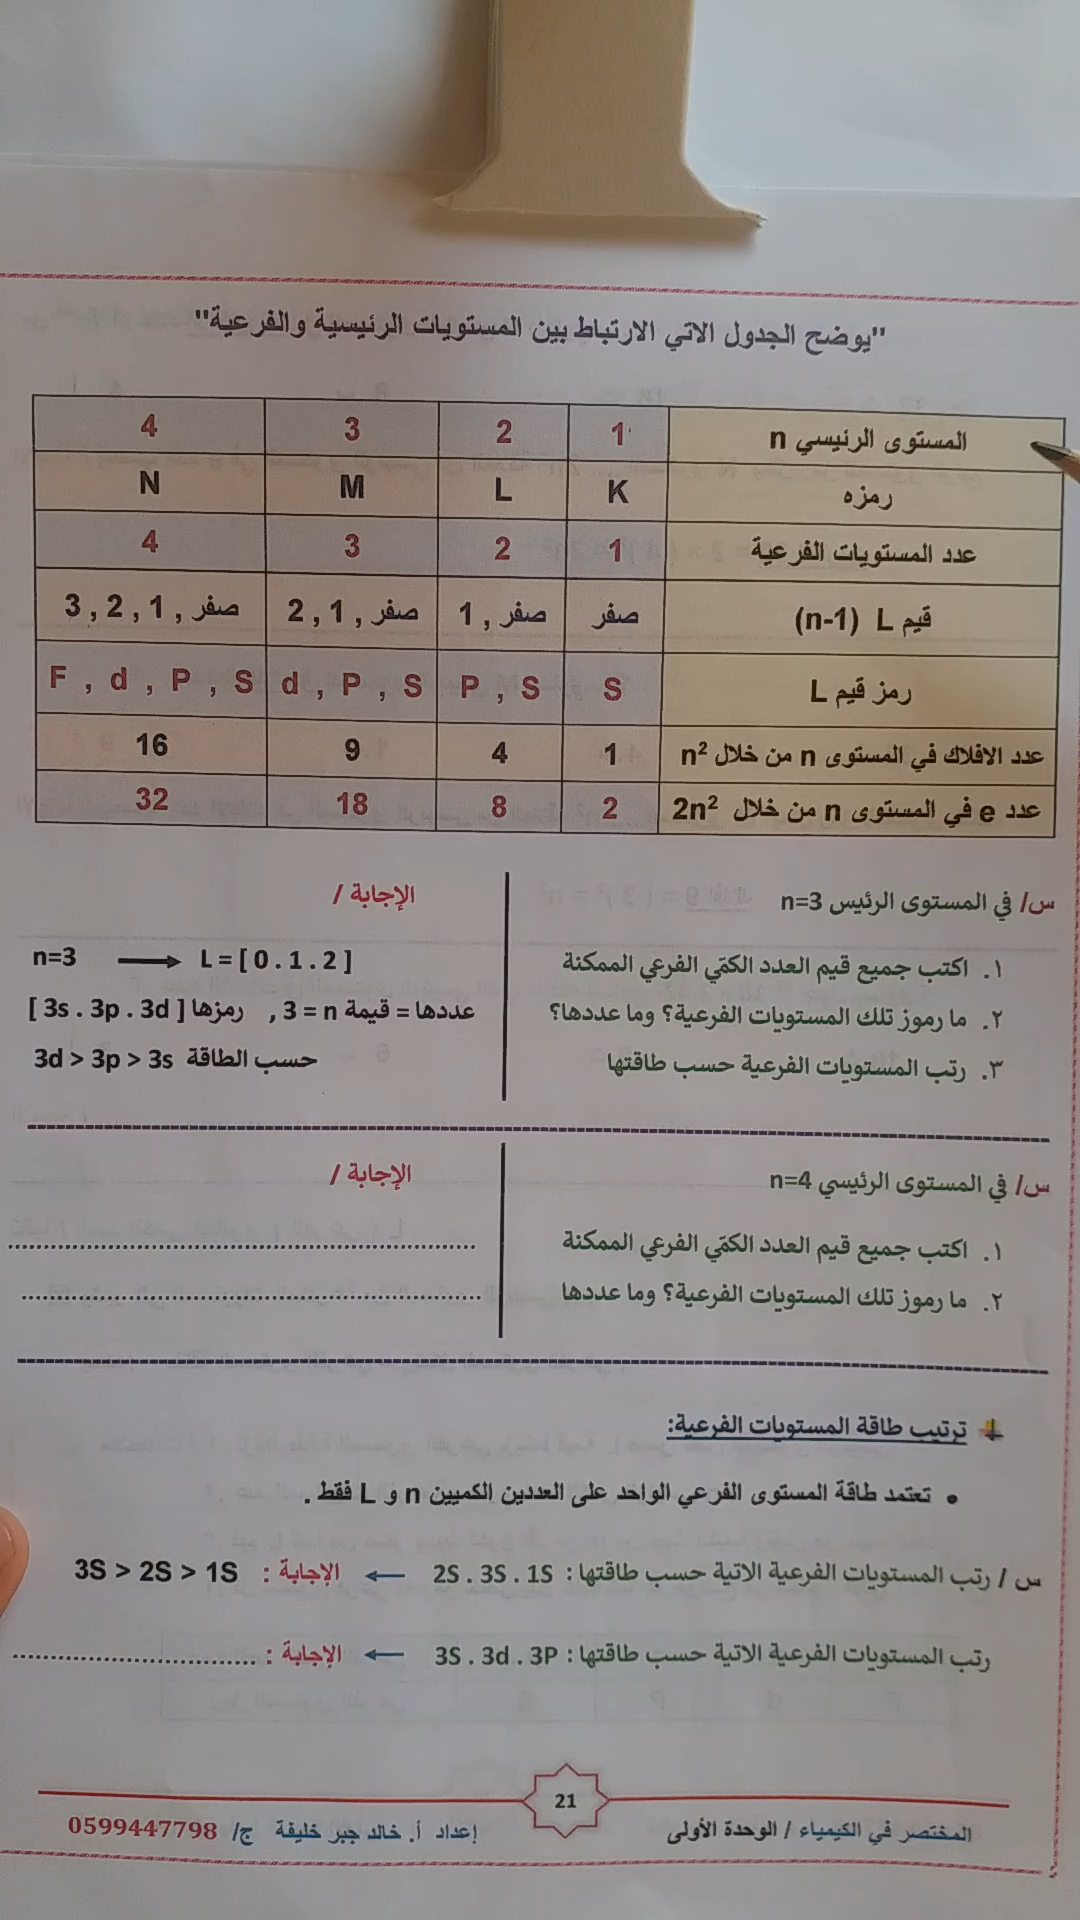 "يوضح الجدول الاتي الارتباط بين المستويات الرئيسية والفرعية"
المستوى الرئيسي n 1 2 3 4
رمزه K L M N
عدد المستويات الفرعية 1 2 3 4
قيم L (n-1) صفر صفر , 1 صفر , 1 , 2 صفر , 1 , 2 , 3
رمز قيم L S P , S d , P , S F , d , P , S
عدد الافلاك في المستوى n من خلال n² 1 4 9 16
عدد e في المستوى n من خلال 2n² 2 8 18 32
س/ في المستوى الرئيس n=3
١. اكتب جميع قيم العدد الكمّي الفرعي الممكنة
٢. ما رموز تلك المستويات الفرعية؟ وما عددها؟
٣. رتب المستويات الفرعية حسب طاقتها
الإجابة /
n=3 ⟶ L = [ 0 . 1 . 2 ]
عددها = قيمة n = 3 , رمزها [ 3s . 3p . 3d ]
حسب الطاقة 3d > 3p > 3s
س/ في المستوى الرئيسي n=4
١. اكتب جميع قيم العدد الكمّي الفرعي الممكنة
٢. ما رموز تلك المستويات الفرعية؟ وما عددها
الإجابة /
ترتيب طاقة المستويات الفرعية:
• تعتمد طاقة المستوى الفرعي الواحد على العددين الكميين n و L فقط .
س / رتب المستويات الفرعية الاتية حسب طاقتها : 2S . 3S . 1S ← الإجابة : 3S > 2S > 1S
رتب المستويات الفرعية الاتية حسب طاقتها : 3S . 3d . 3P ← الإجابة : ..............................
21
المختصر في الكيمياء / الوحدة الأولى
إعداد أ. خالد جبر خليفة ج/ 0599447798